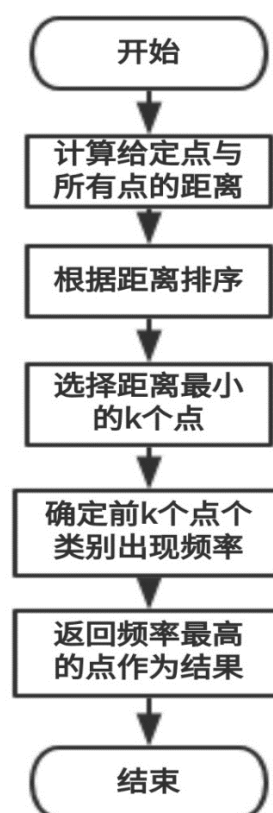 开始
计算给定点与
所有点的距离
根据距离排序
选择距离最小
的k个点
确定前k个点个
类别出现频率
返回频率最高
的点作为结果
结束